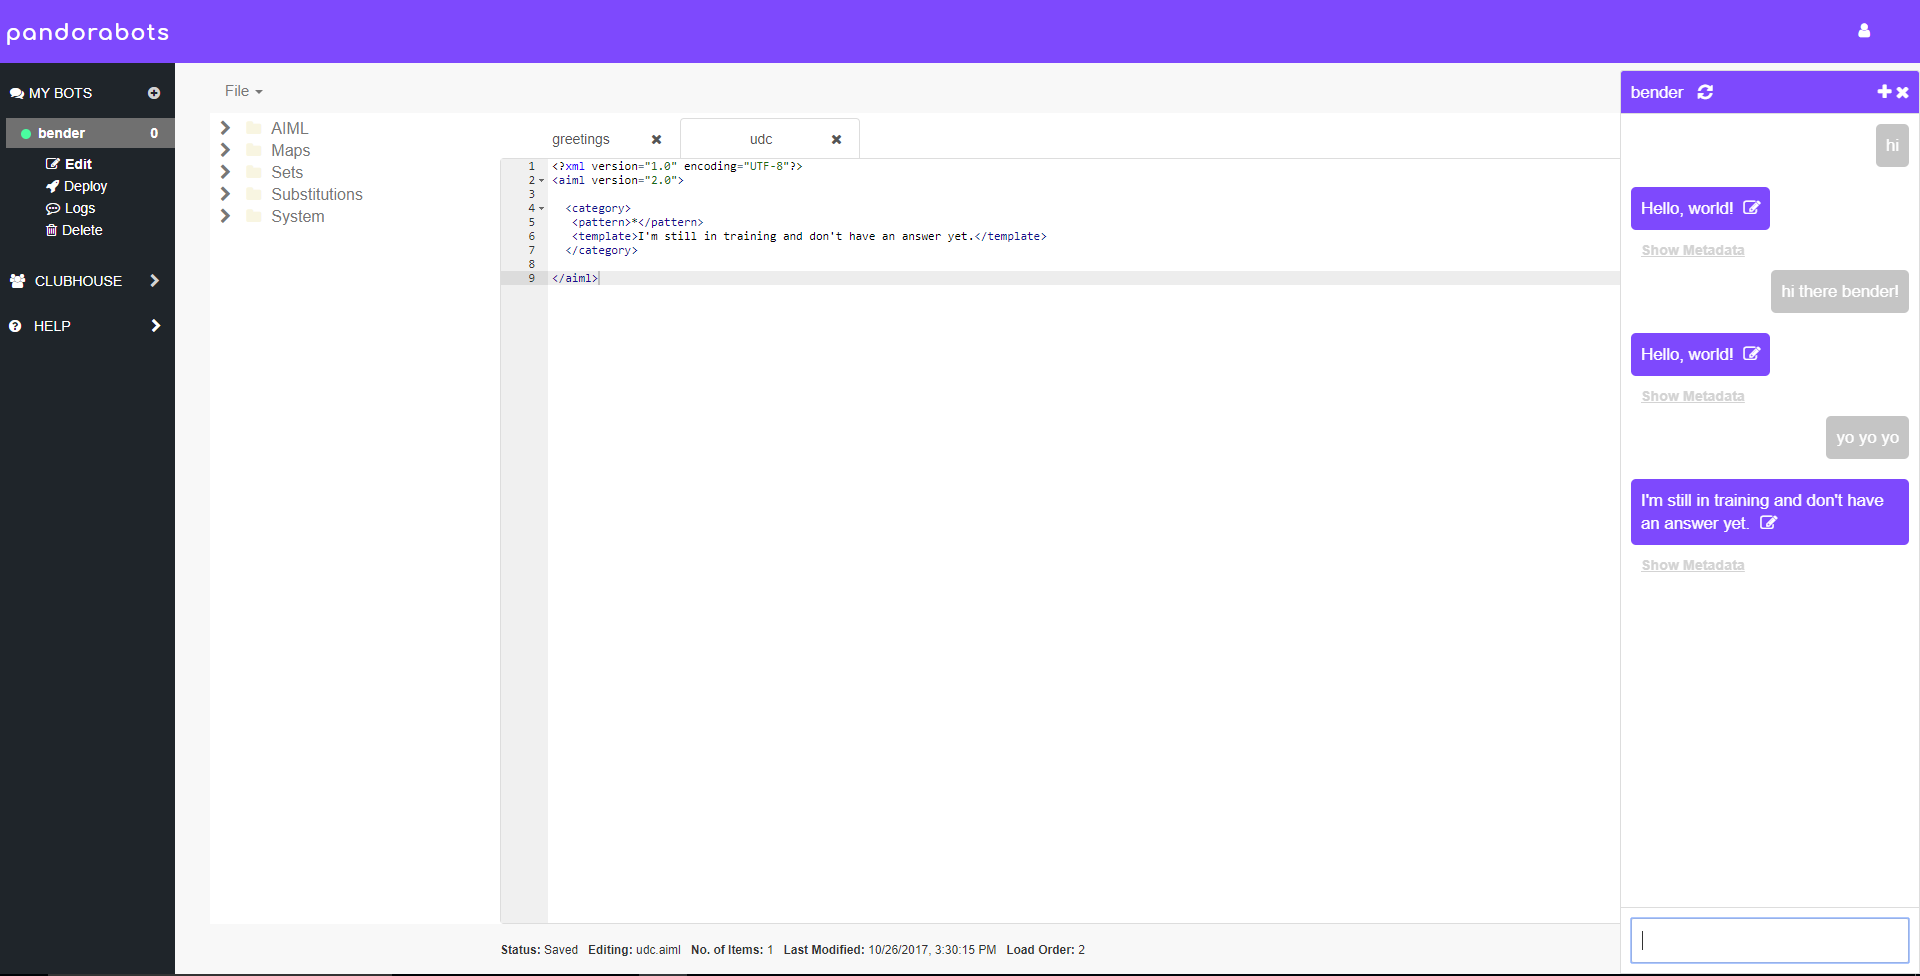 pandorabots
MY BOTS
bender 0
Edit
Deploy
Logs
Delete
CLUBHOUSE
HELP
File
AIML
Maps
Sets
Substitutions
System
greetings
udc
1 <?xml version="1.0" encoding="UTF-8"?>
2 <aiml version="2.0">
3
4 <category>
5 <pattern>*</pattern>
6 <template>I'm still in training and don't have an answer yet.</template>
7 </category>
8
9 </aiml>
Status: Saved Editing: udc.aiml No. of Items: 1 Last Modified: 10/26/2017, 3:30:15 PM Load Order: 2
bender
hi
Hello, world!
Show Metadata
hi there bender!
Hello, world!
Show Metadata
yo yo yo
I'm still in training and don't have
an answer yet.
Show Metadata